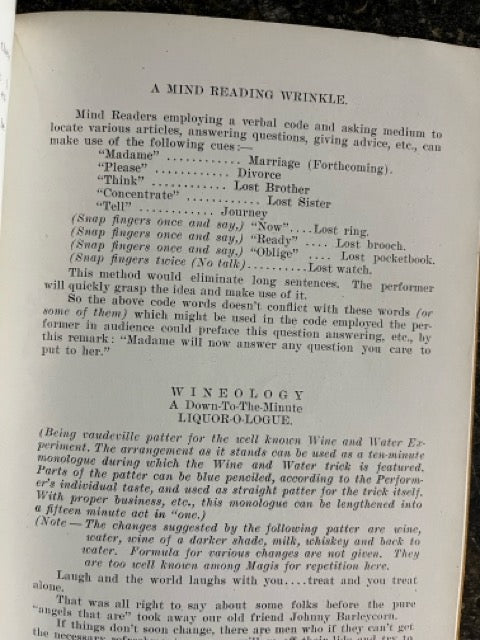 A MIND READING WRINKLE.
Mind Readers employing a verbal code and asking medium to
locate various articles, answering questions, giving advice, etc., can
make use of the following cues:—
"Madame" ............ Marriage (Forthcoming).
"Please" ............ Divorce
"Think" ............ Lost Brother
"Concentrate" ............ Lost Sister
"Tell" ............ Journey
(Snap fingers once and say,) "Now"....Lost ring.
(Snap fingers once and say,) "Ready" .... Lost brooch.
(Snap fingers once and say,) "Oblige" .... Lost pocketbook.
(Snap fingers twice (No talk)..........Lost watch.
This method would eliminate long sentences. The performer
will quickly grasp the idea and make use of it.
So the above code words doesn't conflict with these words (or
some of them) which might be used in the code employed the per-
former in audience could preface this question answering, etc., by
this remark: "Madame will now answer any question you care to
put to her."
WINEOLOGY
A Down-To-The-Minute
LIQUOR-O-LOGUE.
(Being vaudeville patter for the well known Wine and Water Ex-
periment. The arrangement as it stands can be used as a ten-minute
monologue during which the Wine and Water trick is featured.
Parts of the patter can be blue penciled, according to the Perform-
er's individual taste, and used as straight patter for the trick itself.
With proper business, etc., this monologue can be lengthened into
a fifteen minute act in "one.)
(Note — The changes suggested by the following patter are wine,
water, wine of a darker shade, milk, whiskey and back to
water. Formula for various changes are not given. They
are too well known among Magis for repetition here.
Laugh and the world laughs with you....treat and you treat
alone.
That was all right to say about some folks before the pure
"angels that are" took away our old friend Johnny Barleycorn.
If things don't soon change, there are men who if they can't get
the necessary